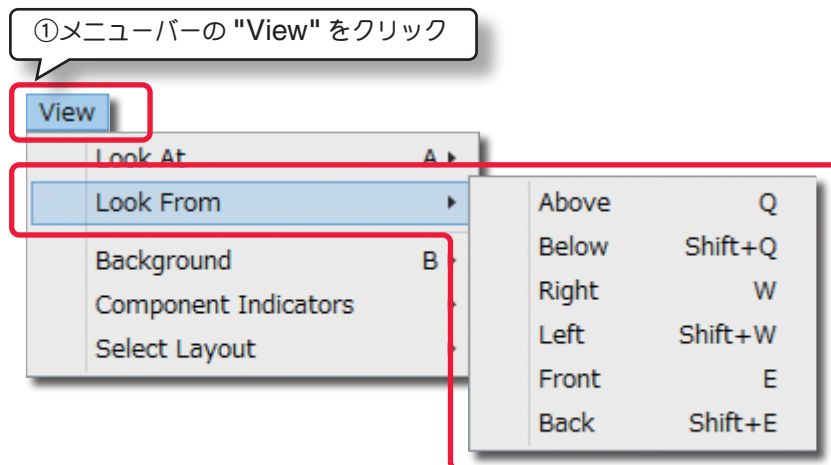 ①メニューバーの "View" をクリック
View
Look At A
Look From
Background B
Component Indicators
Select Layout
Above Q
Below Shift+Q
Right W
Left Shift+W
Front E
Back Shift+E